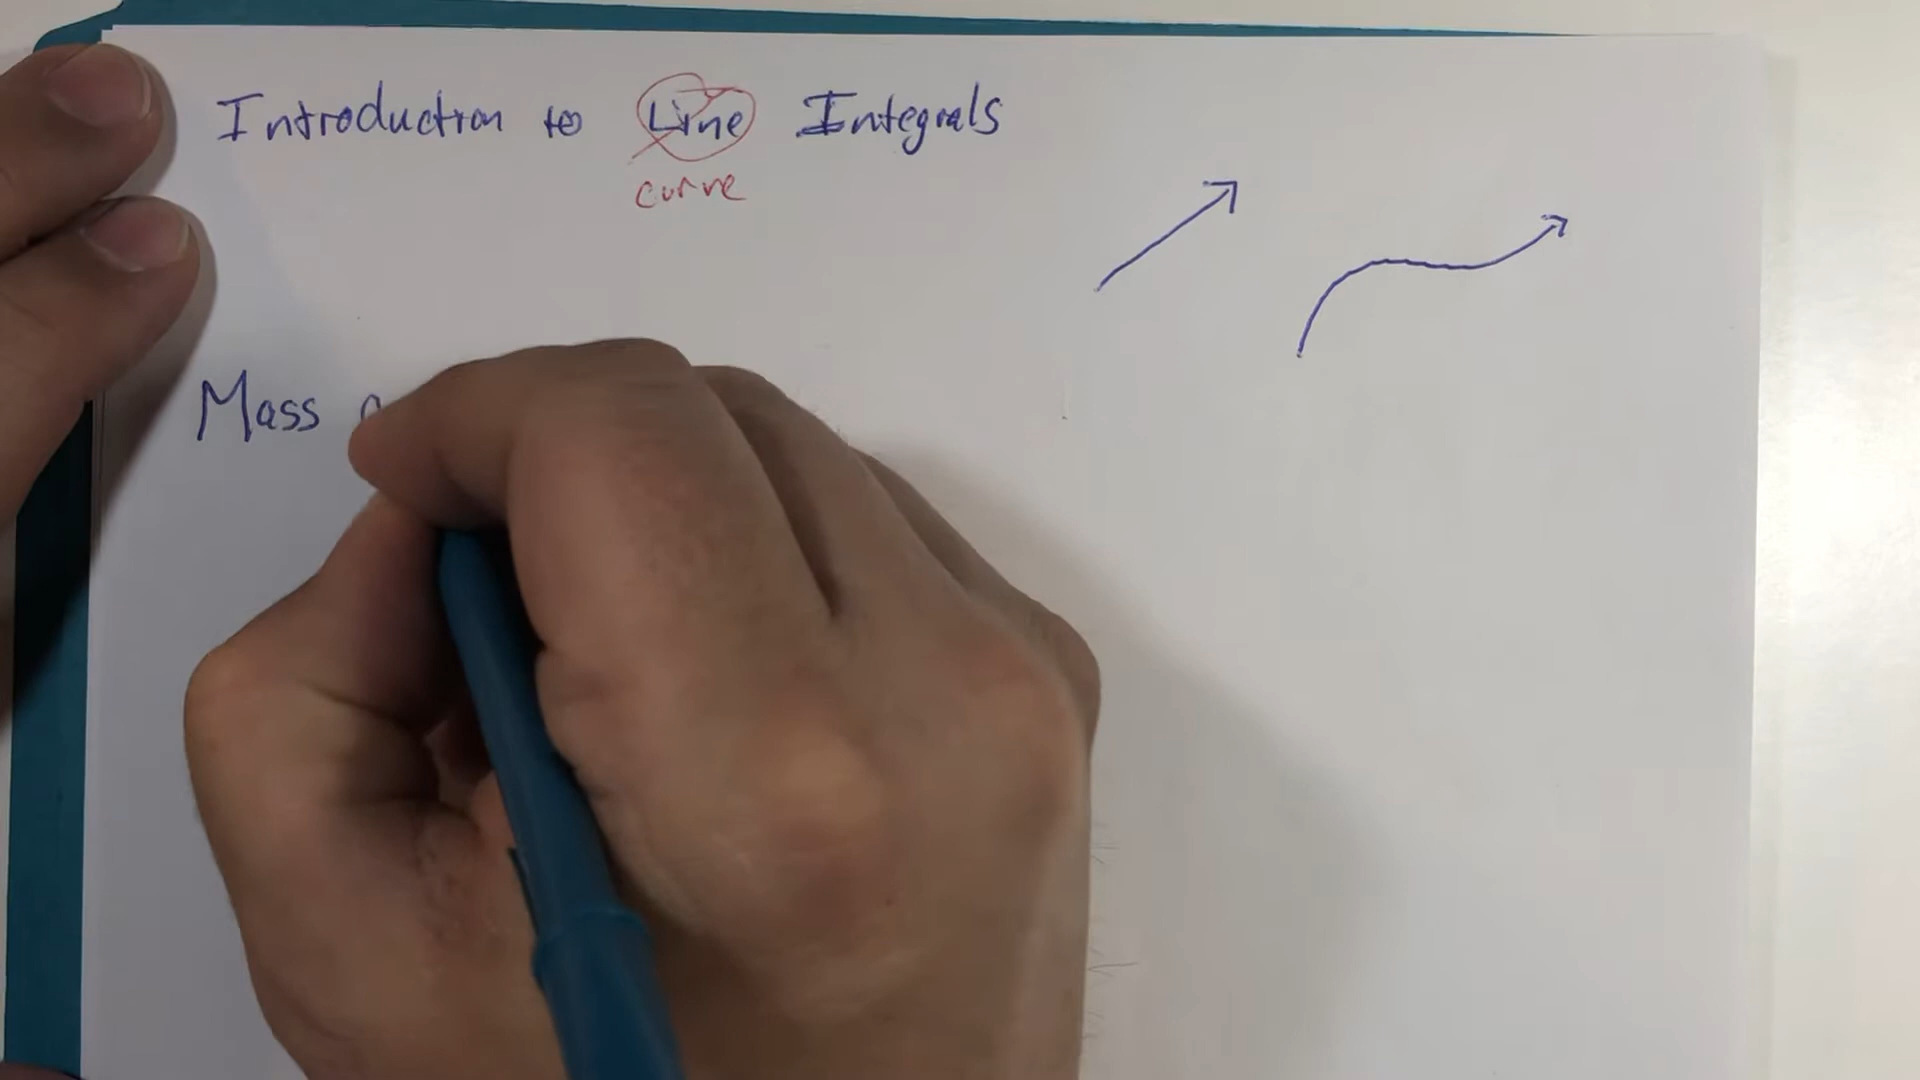 Introduction to Line Integrals
curve
Mass